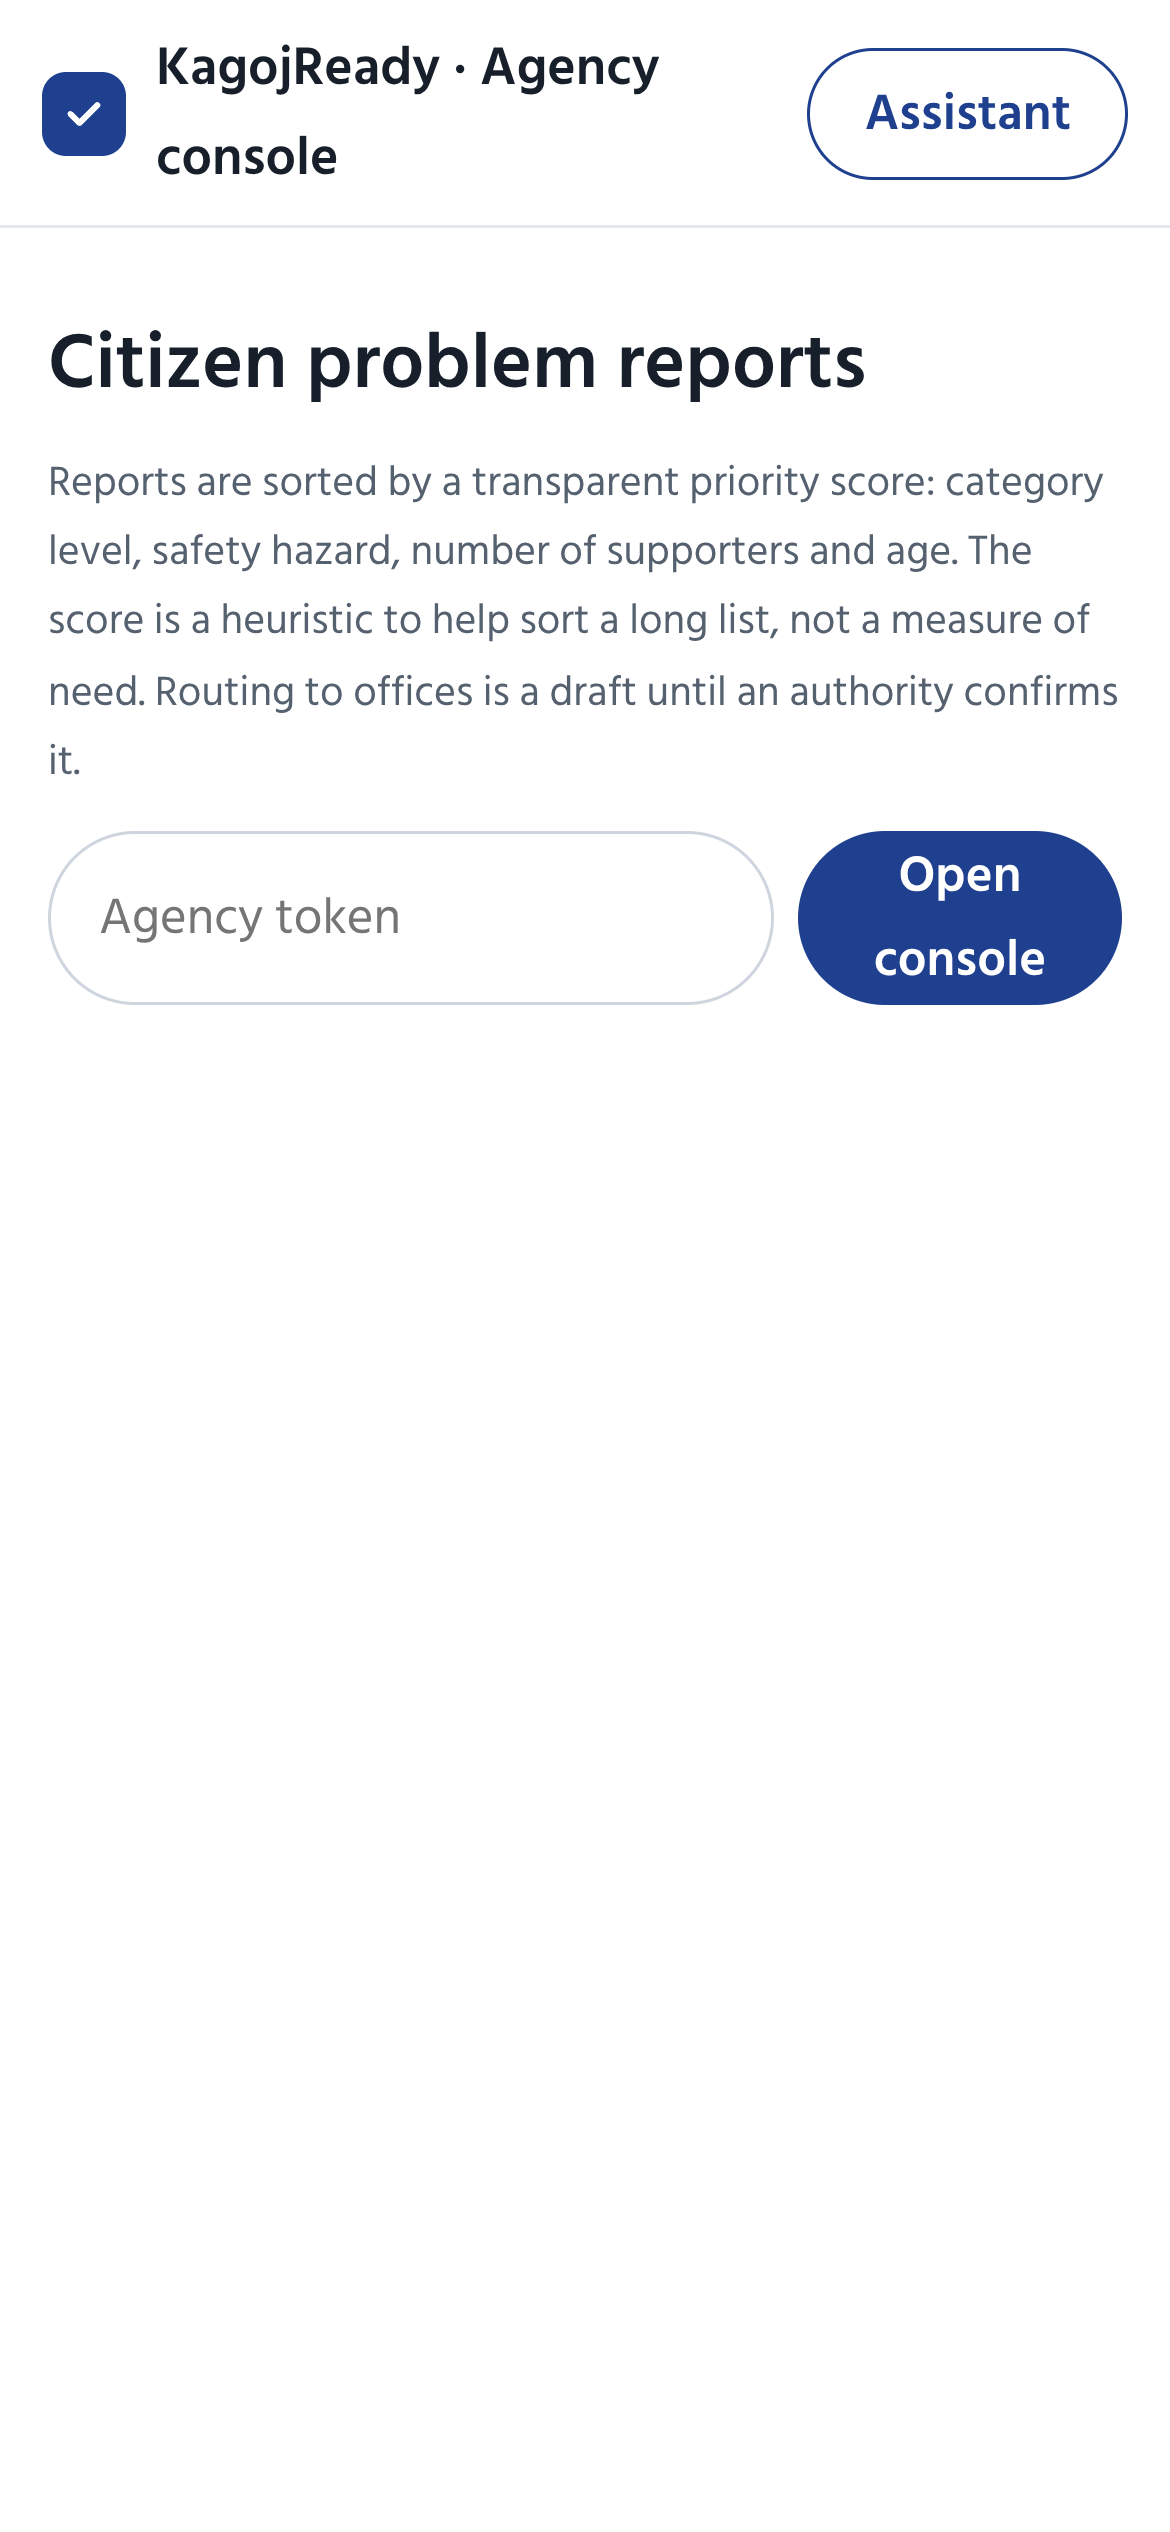 KagojReady · Agency
console
Assistant
Citizen problem reports
Reports are sorted by a transparent priority score: category
level, safety hazard, number of supporters and age. The
score is a heuristic to help sort a long list, not a measure of
need. Routing to offices is a draft until an authority confirms
it.
Agency token
Open
console